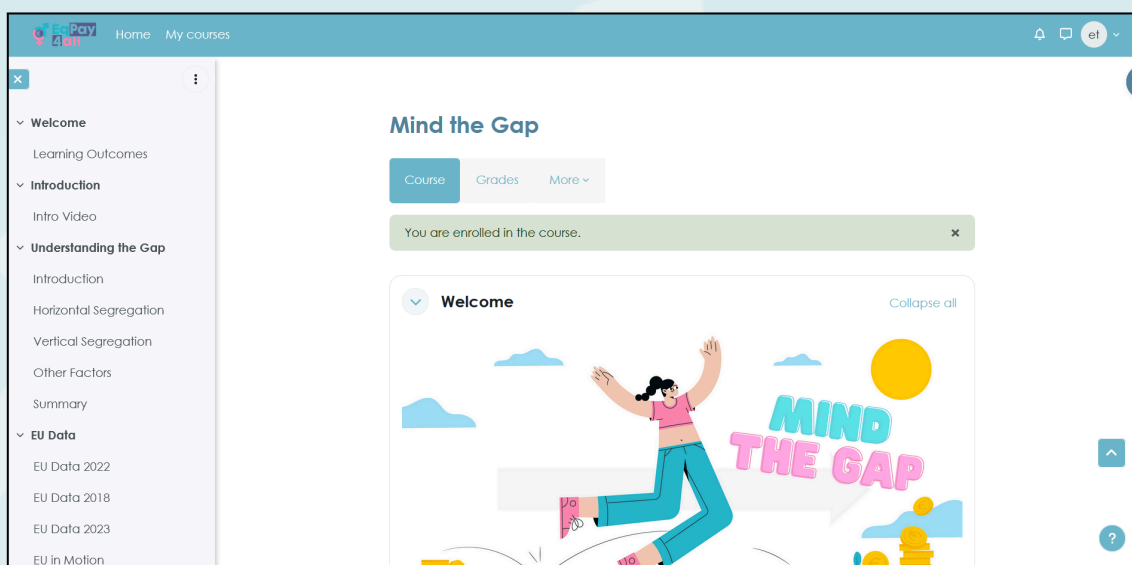 EqPay
4all
Home My courses
et
Welcome
Learning Outcomes
Introduction
Intro Video
Understanding the Gap
Introduction
Horizontal Segregation
Vertical Segregation
Other Factors
Summary
EU Data
EU Data 2022
EU Data 2018
EU Data 2023
EU in Motion
Mind the Gap
Course Grades More
You are enrolled in the course.
Welcome
Collapse all
MIND
THE GAP
?